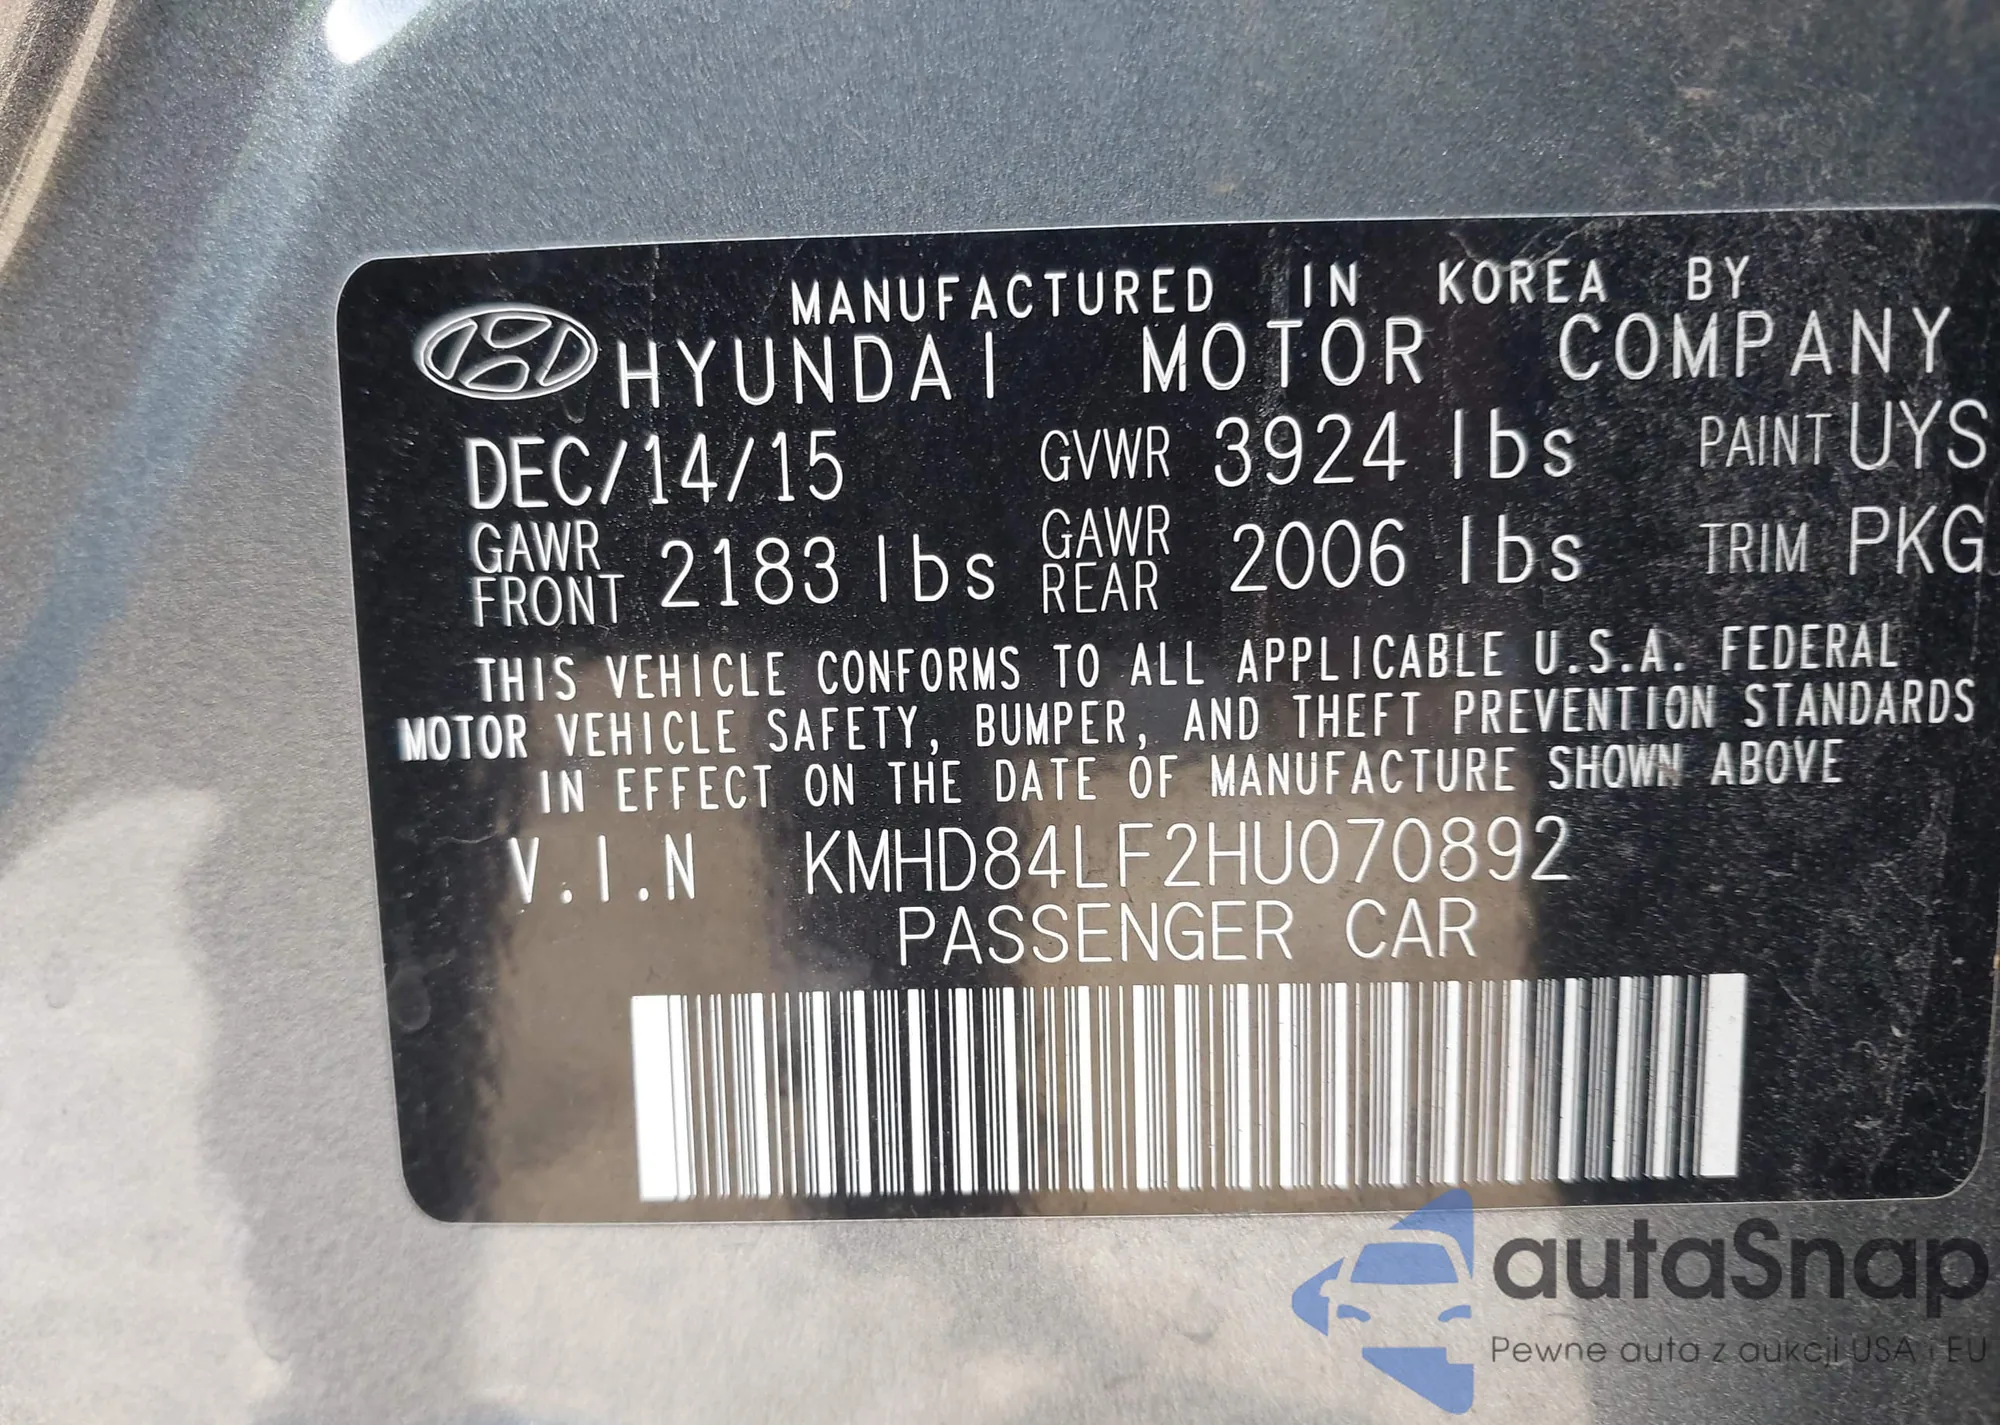 MANUFACTURED IN KOREA BY
HYUNDAI MOTOR COMPANY
DEC/14/15 GVWR 3924 lbs PAINT UYS
GAWR FRONT 2183 lbs GAWR REAR 2006 lbs TRIM PKG
THIS VEHICLE CONFORMS TO ALL APPLICABLE U.S.A. FEDERAL
MOTOR VEHICLE SAFETY, BUMPER, AND THEFT PREVENTION STANDARDS
IN EFFECT ON THE DATE OF MANUFACTURE SHOWN ABOVE
V.I.N KMHD84LF2HU070892
PASSENGER CAR
autaSnap
Pewne auta z aukcji USA i EU